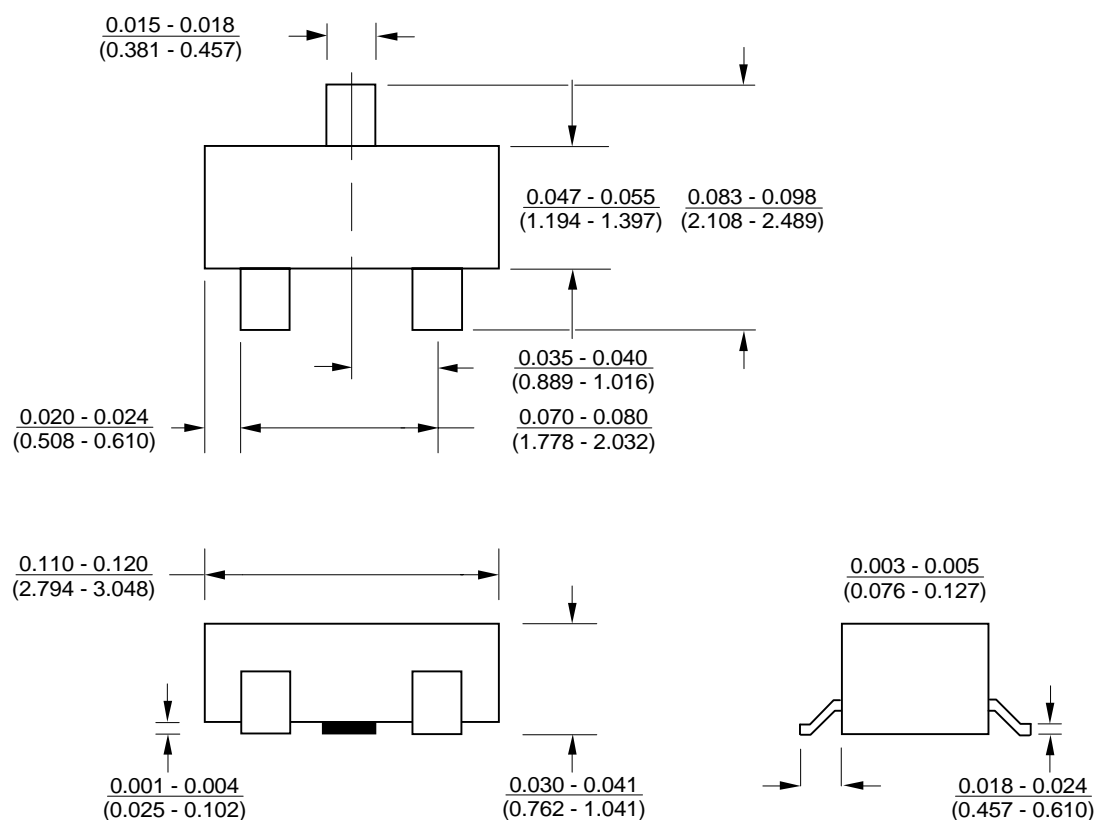 0.015 - 0.018
(0.381 - 0.457)
0.047 - 0.055
(1.194 - 1.397)
0.083 - 0.098
(2.108 - 2.489)
0.035 - 0.040
(0.889 - 1.016)
0.020 - 0.024
(0.508 - 0.610)
0.070 - 0.080
(1.778 - 2.032)
0.110 - 0.120
(2.794 - 3.048)
0.003 - 0.005
(0.076 - 0.127)
0.001 - 0.004
(0.025 - 0.102)
0.030 - 0.041
(0.762 - 1.041)
0.018 - 0.024
(0.457 - 0.610)